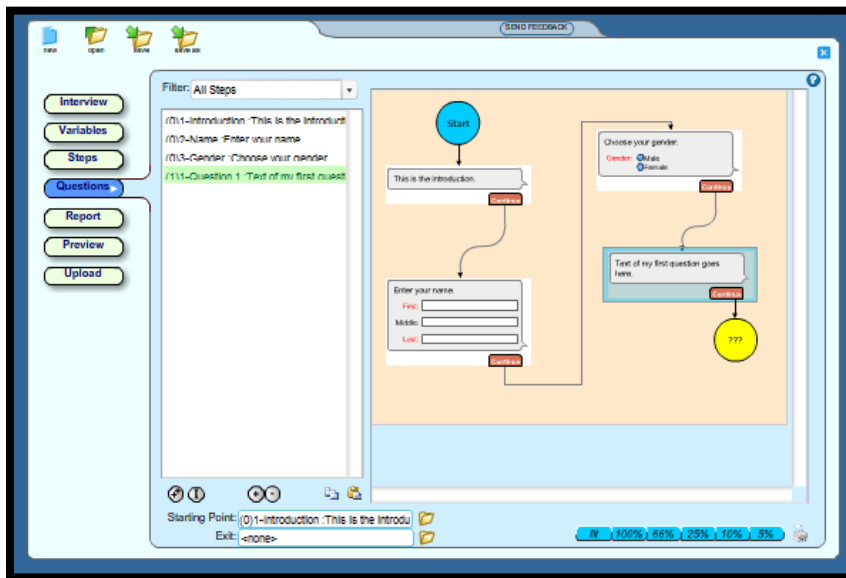 SEND FEEDBACK
new open save save as
Filter: All Steps
Interview
Variables
Steps
Questions
Report
Preview
Upload
(0)1-Introduction :This is the Introduct
(0)2-Name :Enter your name
(0)3-Gender :Choose your gender
(1)1-Question 1 :Text of my first questi
Start
This is the introduction.
Continue
Enter your name.
First:
Middle:
Last:
Continue
Choose your gender.
Gender: Male
Female
Continue
Text of my first question goes
here.
Continue
???
Starting Point: (0)1-Introduction :This is the Introdu
Exit: <none>
fit 100% 66% 25% 10% 5%